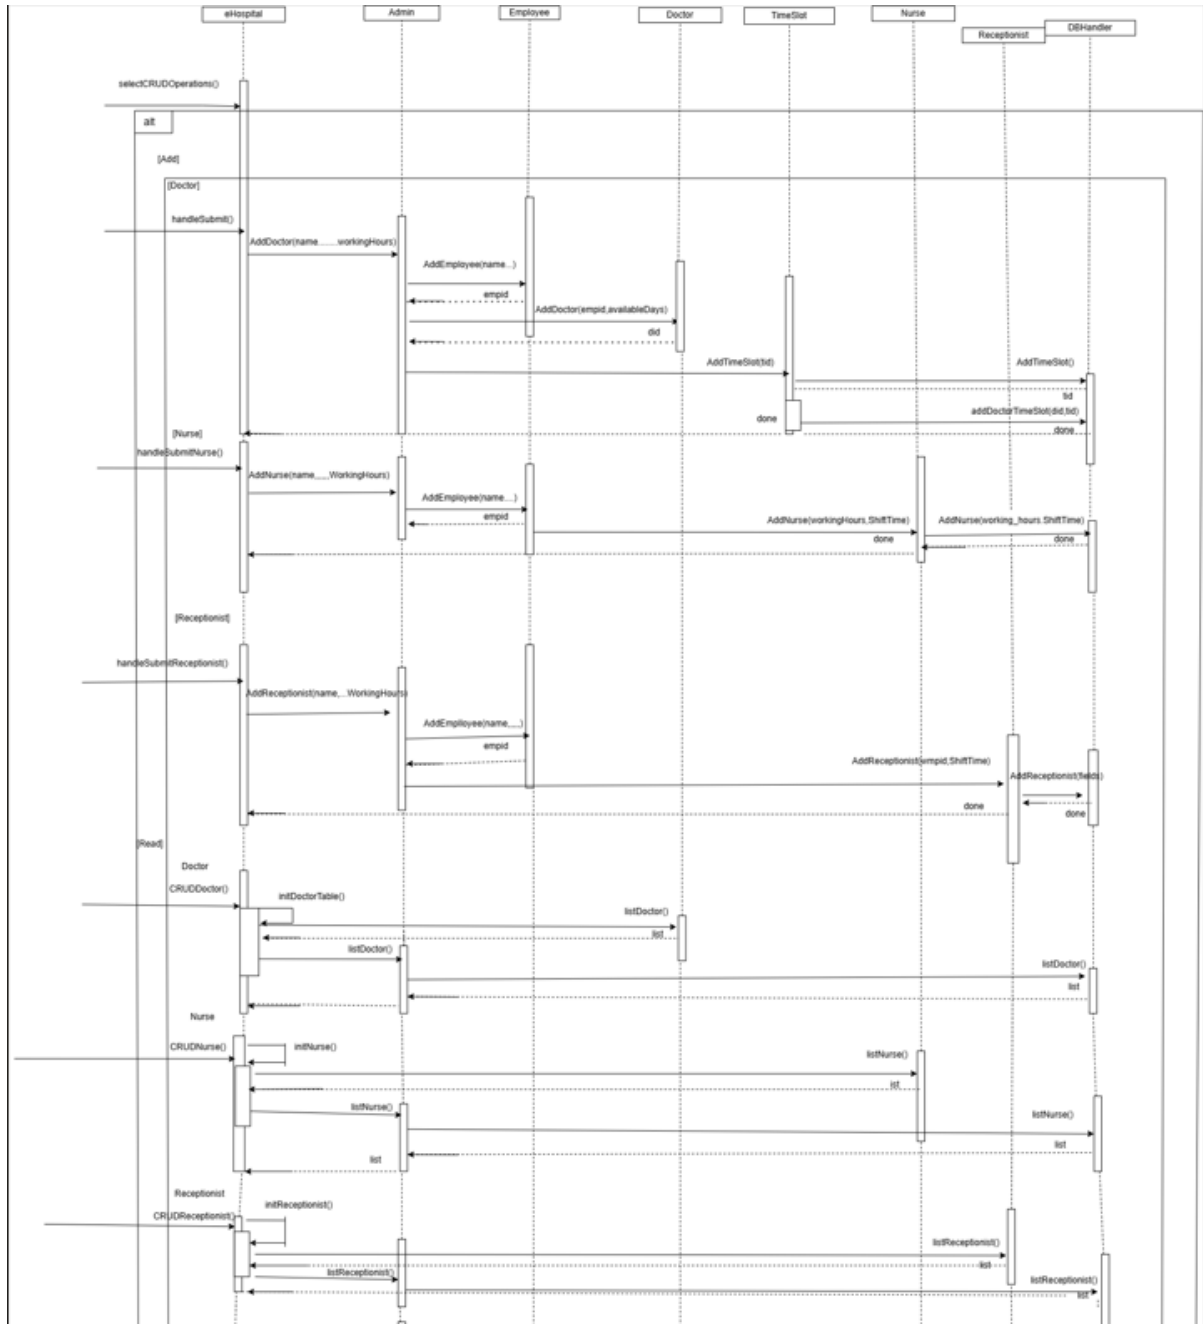 eHospital
Admin
Employee
Doctor
TimeSlot
Nurse
Receptionist
DBHandler
selectCRUDOperations()
alt
[Add]
[Doctor]
handleSubmit()
AddDoctor(name.........workingHours)
AddEmployee(name...)
empid
AddDoctor(empid,availableDays)
did
AddTimeSlot(tid)
AddTimeSlot()
tid
addDoctorTimeSlot(did,tid)
done
done
[Nurse]
handleSubmitNurse()
AddNurse(name,,,,,,WorkingHours)
AddEmployee(name....)
empid
AddNurse(workingHours,ShiftTime)
done
AddNurse(working_hours.ShiftTime)
done
[Receptionist]
handleSubmitReceptionist()
AddReceptionist(name,...WorkingHours)
AddEmployee(name,,,,)
empid
AddReceptionist(wmpid,ShiftTime)
AddReceptionist(fields)
done
done
[Read]
Doctor
CRUDDoctor()
initDoctorTable()
listDoctor()
list
listDoctor()
listDoctor()
list
Nurse
CRUDNurse()
initNurse()
listNurse()
ist
listNurse()
listNurse()
list
list
Receptionist
initReceptionist()
CRUDReceptionist()
listReceptionist()
list
listReceptionist()
listReceptionist()
list